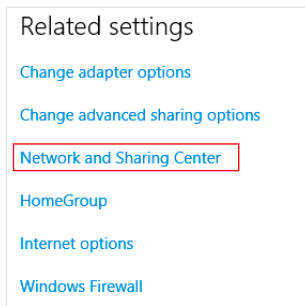 Related settings
Change adapter options
Change advanced sharing options
Network and Sharing Center
HomeGroup
Internet options
Windows Firewall